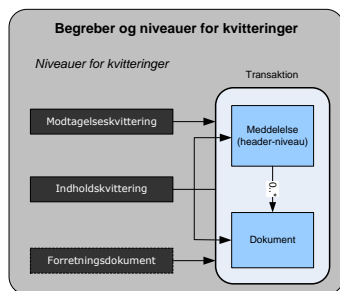 Begreber og niveauer for kvitteringer
Niveauer for kvitteringer
Transaktion
Modtagelseskvittering
Meddelelse
(header-niveau)
Indholdskvittering
0..*
Dokument
Forretningsdokument